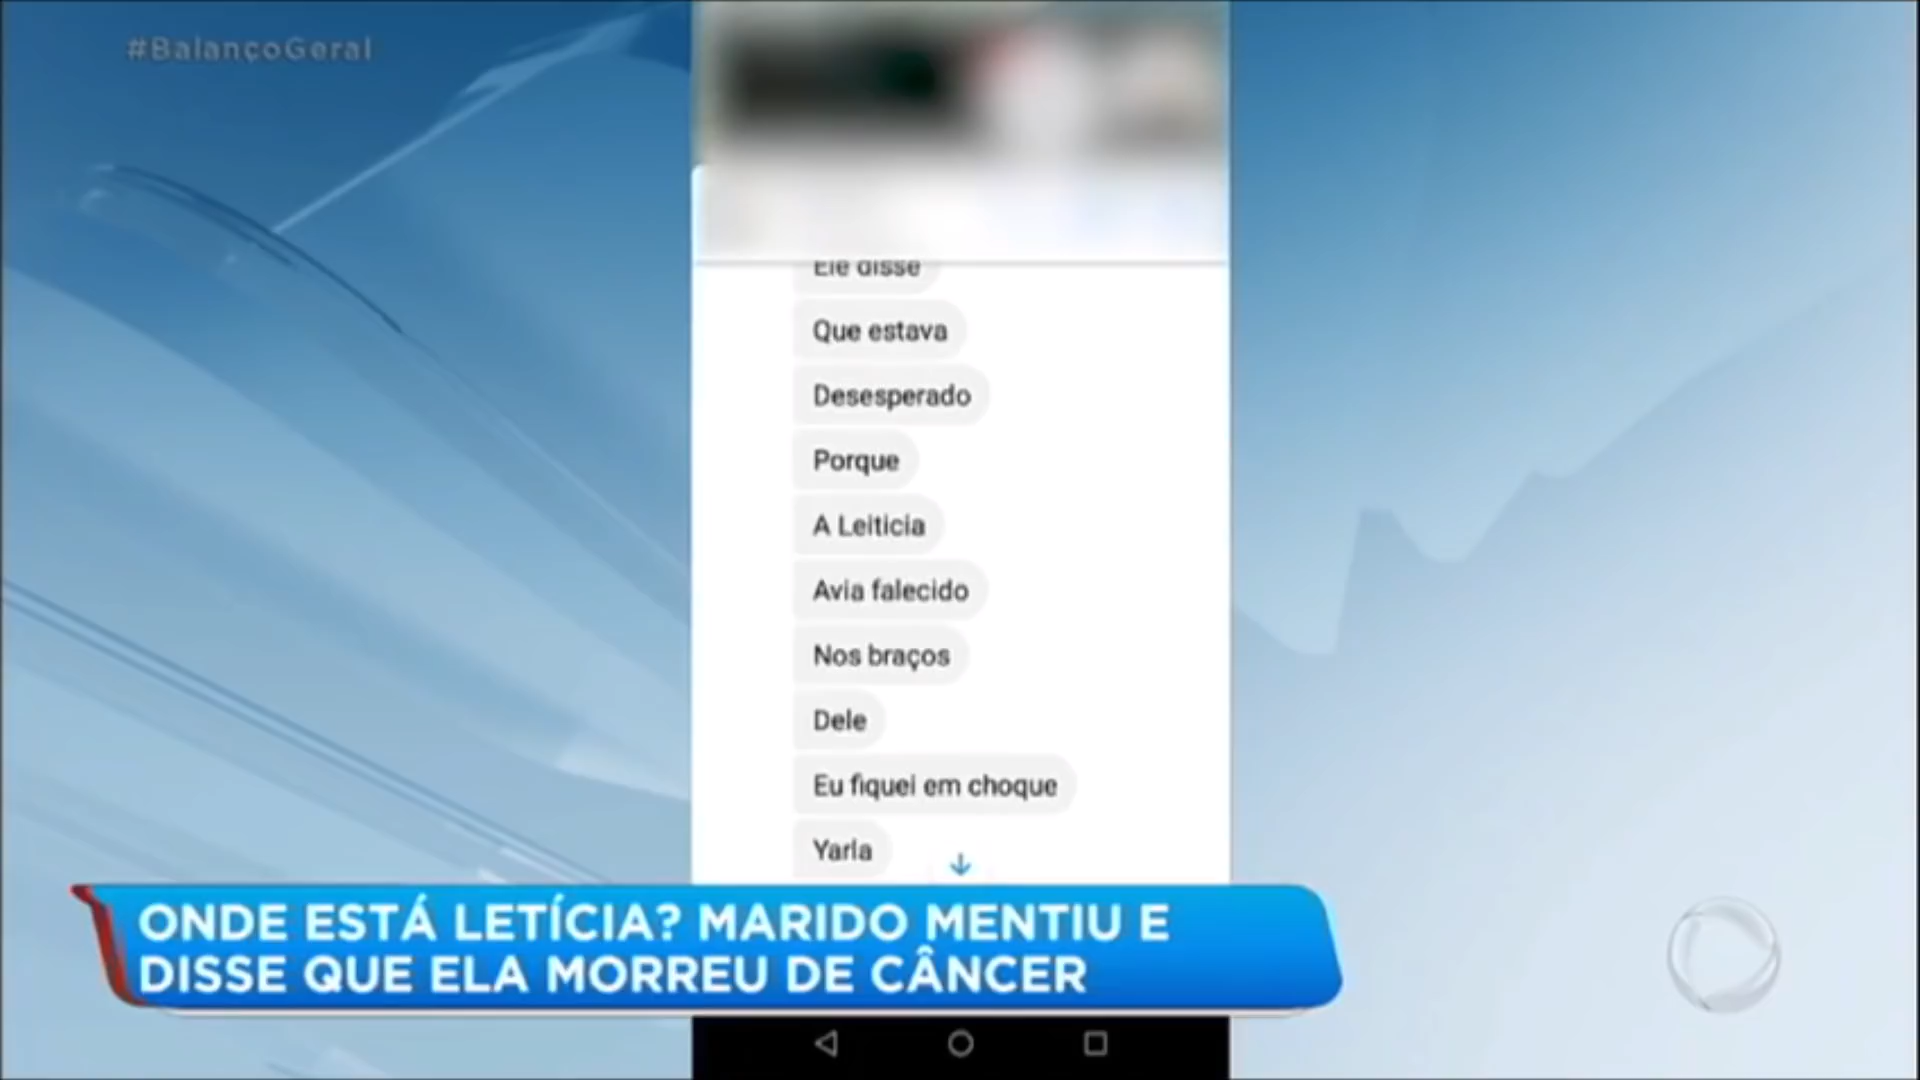 #BalançoGeral
Ele disse
Que estava
Desesperado
Porque
A Leiticia
Avia falecido
Nos braços
Dele
Eu fiquei em choque
Yarla
ONDE ESTÁ LETÍCIA? MARIDO MENTIU E
DISSE QUE ELA MORREU DE CÂNCER